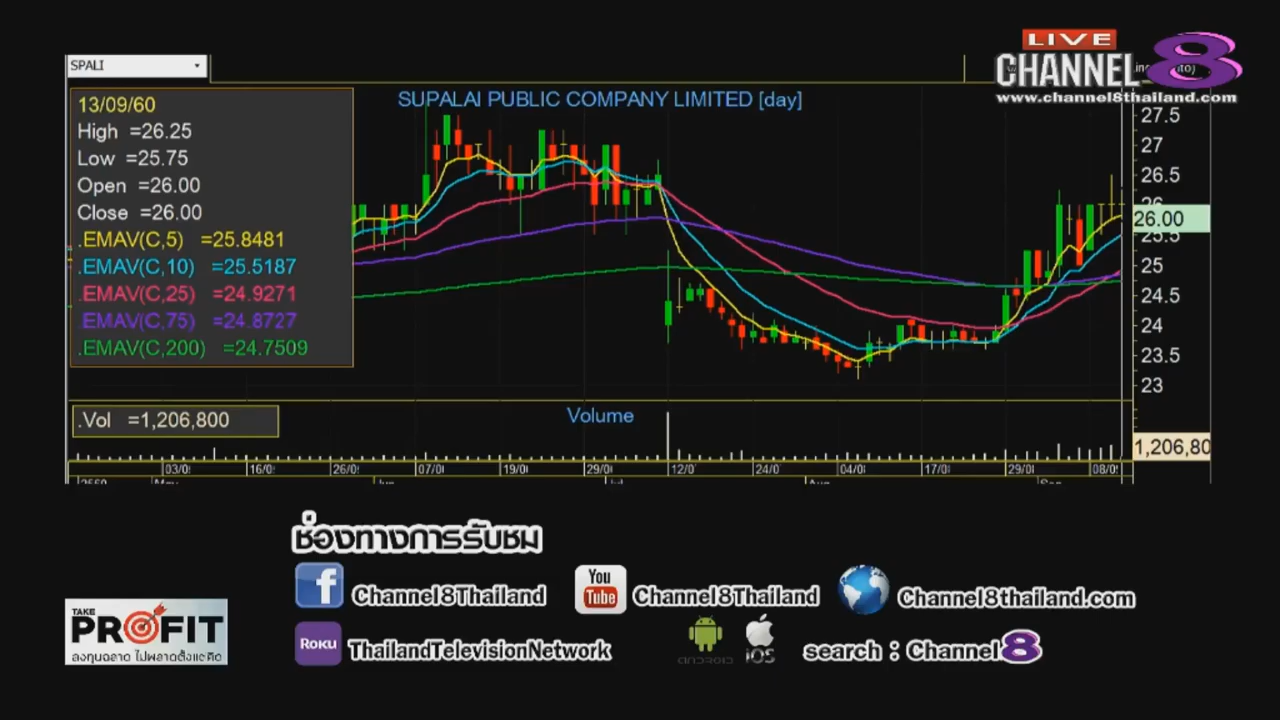 LIVE
CHANNEL 8
www.channel8thailand.com
SPALI
SUPALAI PUBLIC COMPANY LIMITED [day]
13/09/60
High =26.25
Low =25.75
Open =26.00
Close =26.00
.EMAV(C,5) =25.8481
.EMAV(C,10) =25.5187
.EMAV(C,25) =24.9271
.EMAV(C,75) =24.8727
.EMAV(C,200) =24.7509
27.5
27
26.5
26
26.00
25.5
25
24.5
24
23.5
23
.Vol =1,206,800
Volume
1,206,80
03/0
16/0
26/0
07/0
19/0
29/0
12/0
24/0
04/0
17/0
29/0
08/0
ช่องทางการรับชม
f Channel8Thailand
You Tube Channel8Thailand
Channel8thailand.com
TAKE
PROFIT
ลงทุนฉลาด ไม่พลาดตั้งแต่คิด
ROKU ThailandTelevisionNetwork
ANDROID
iOS
search : Channel 8